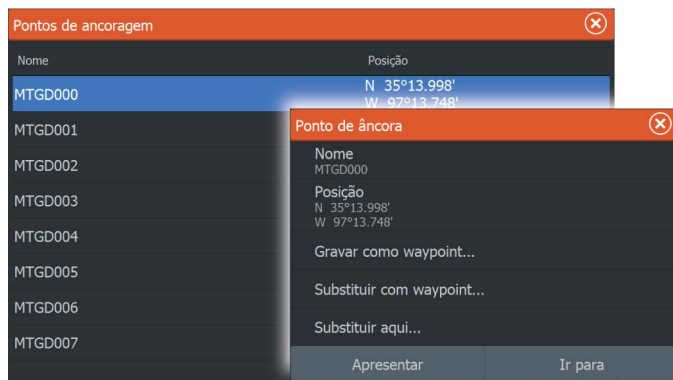 Pontos de ancoragem
Nome
Posição
MTGD000
N 35°13.998'
W 97°13.748'
MTGD001
MTGD002
MTGD003
MTGD004
MTGD005
MTGD006
MTGD007
Ponto de âncora
Nome
MTGD000
Posição
N 35°13.998'
W 97°13.748'
Gravar como waypoint...
Substituir com waypoint...
Substituir aqui...
Apresentar
Ir para